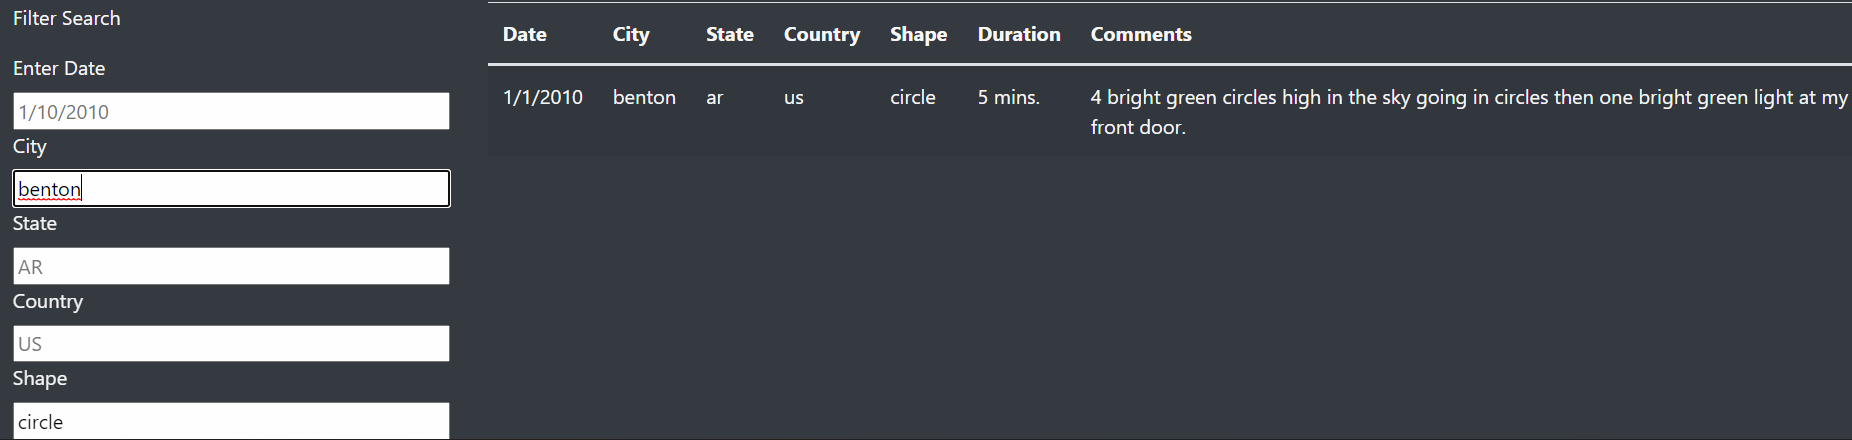 Filter Search
Enter Date
1/10/2010
City
benton
State
AR
Country
US
Shape
circle
Date City State Country Shape Duration Comments
1/1/2010 benton ar us circle 5 mins. 4 bright green circles high in the sky going in circles then one bright green light at my
front door.